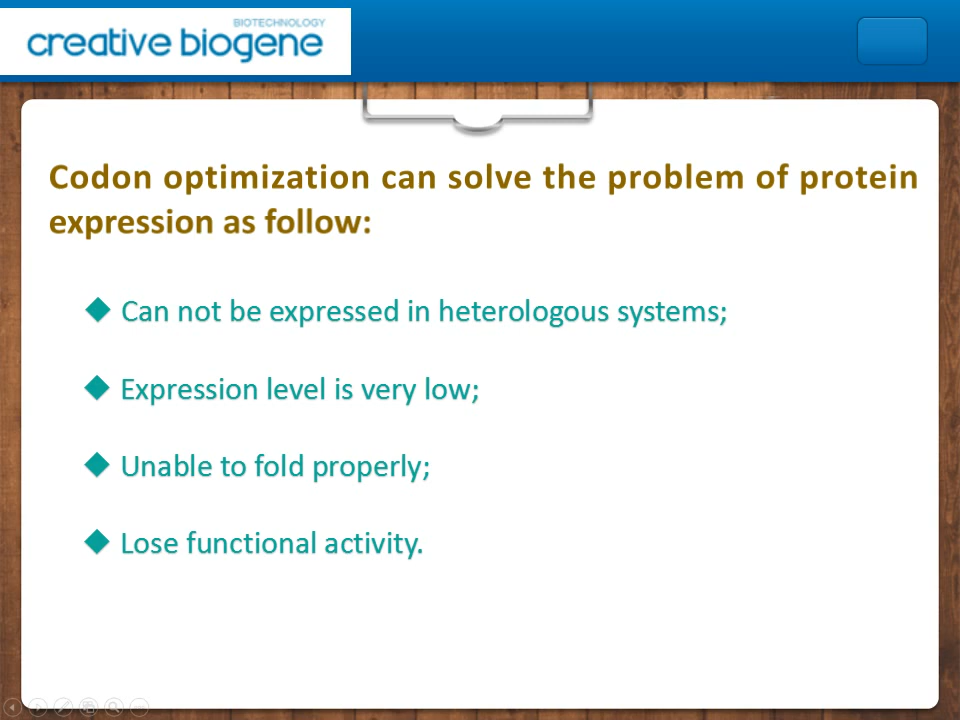 BIOTECHNOLOGY
creative biogene
Codon optimization can solve the problem of protein
expression as follow:
◆ Can not be expressed in heterologous systems;
◆ Expression level is very low;
◆ Unable to fold properly;
◆ Lose functional activity.